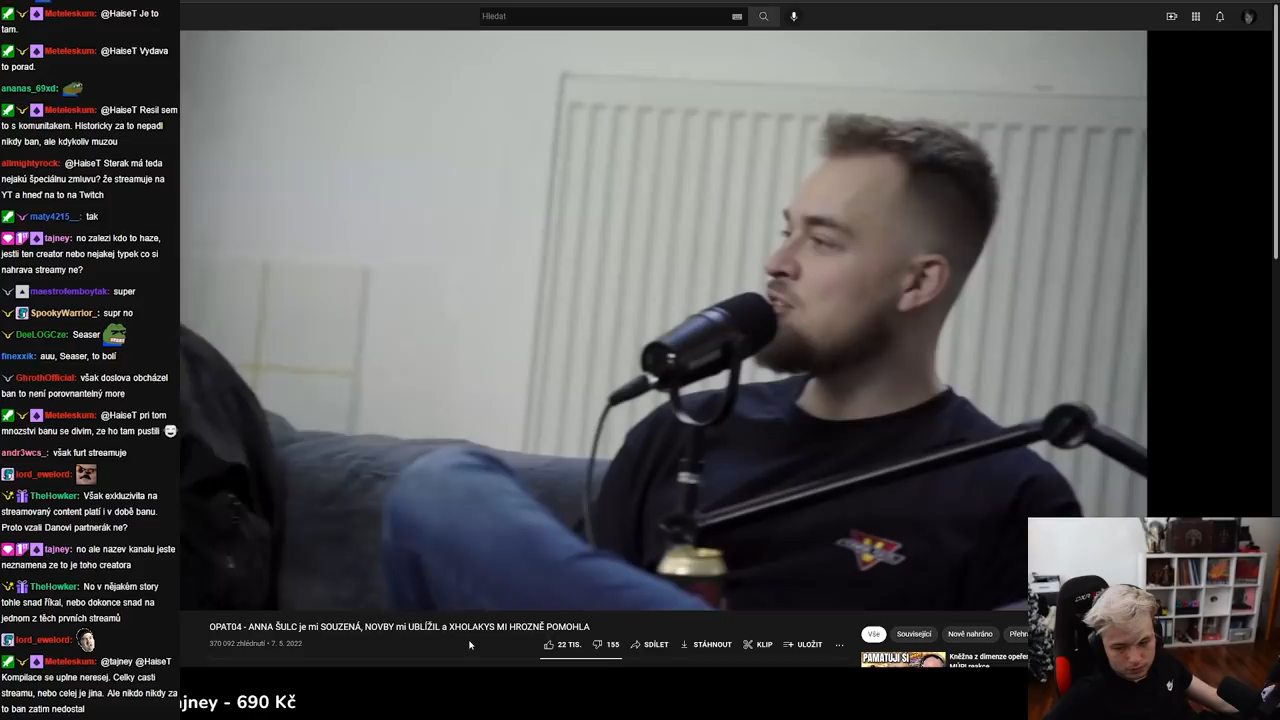 Meteleskum: @HaiseT Je to
tam.
Meteleskum: @HaiseT Vydava
to porad.
ananas_69xd:
Meteleskum: @HaiseT Resil sem
to s komunitakem. Historicky za to nepadl
nikdy ban, ale kdykoliv muzou
allmightyrock: @HaiseT Sterak má teda
nejakú špeciálnu zmluvu? že streamuje na
YT a hneď na to na Twitch
maty4215__: tak
tajney: no zalezi kdo to haze,
jestli ten creator nebo nejakej typek co si
nahrava streamy ne?
maestrofemboytak: super
SpookyWarrior_: supr no
DeeLOGCze: Seaser
finexxik: auu, Seaser, to bolí
GhrothOfficial: však doslova obcházel
ban to není porovnantelný more
Meteleskum: @HaiseT pri tom
mnozstvi banu se divim, ze ho tam pustili
andr3wcs_: však furt streamuje
lord_ewelord:
TheHowker: Však exkluzivita na
streamovaný content platí i v době banu.
Proto vzali Danovi partnerák ne?
tajney: no ale nazev kanalu jeste
neznamena ze to je toho creatora
TheHowker: No v nějakém story
tohle snad říkal, nebo dokonce snad na
jednom z těch prvních streamů
lord_ewelord:
Meteleskum: @tajney @HaiseT
Kompilace se uplne neresej. Celky casti
streamu, nebo celej je jina. Ale nikdo nikdy za
to ban zatim nedostal
Hledat
OPAT04 - ANNA ŠULC je mi SOUZENÁ, NOVBY mi UBLÍŽIL a XHOLAKYS MI HROZNĚ POMOHLA
370 092 zhlédnutí • 7. 5. 2022
22 TIS.
155
SDÍLET
STÁHNOUT
KLIP
ULOŽIT
Vše
Související
Nově nahráno
Přehr
PAMATUJI SI
Kněžna z dimenze opeřen
MŮPI reakce
ajney - 690 Kč